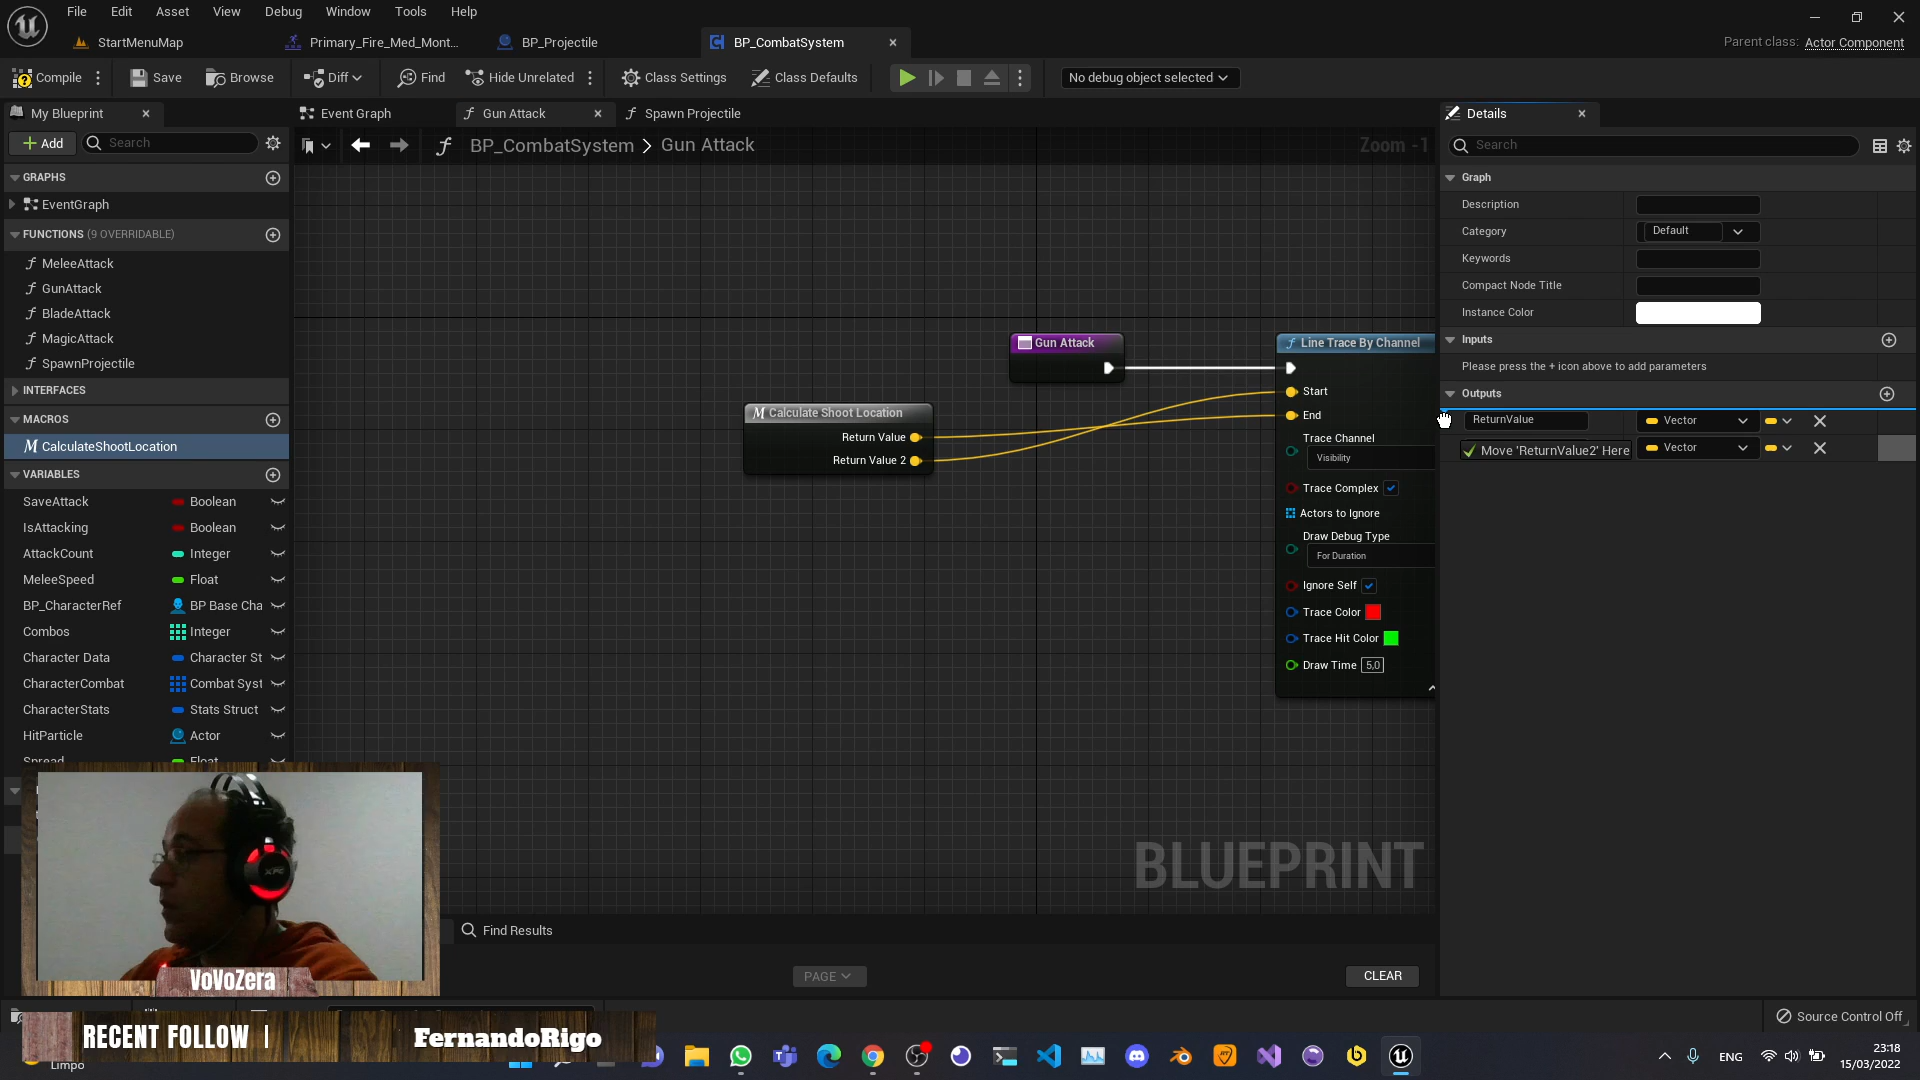 File Edit Asset View Debug Window Tools Help
StartMenuMap Primary_Fire_Med_Mont... BP_Projectile BP_CombatSystem Parent class: Actor Component
Compile Save Browse Diff Find Hide Unrelated Class Settings Class Defaults No debug object selected
My Blueprint Event Graph Gun Attack Spawn Projectile Details
Add Search BP_CombatSystem > Gun Attack Zoom -1 Search
GRAPHS
EventGraph
FUNCTIONS (9 OVERRIDABLE)
MeleeAttack
GunAttack
BladeAttack
MagicAttack
SpawnProjectile
INTERFACES
MACROS
CalculateShootLocation
VARIABLES
SaveAttack Boolean
IsAttacking Boolean
AttackCount Integer
MeleeSpeed Float
BP_CharacterRef BP Base Cha
Combos Integer
Character Data Character St
CharacterCombat Combat Syst
CharacterStats Stats Struct
HitParticle Actor
Spread Float
Gun Attack
Calculate Shoot Location
Return Value
Return Value 2
Line Trace By Channel
Start
End
Trace Channel
Visibility
Trace Complex
Actors to Ignore
Draw Debug Type
For Duration
Ignore Self
Trace Color
Trace Hit Color
Draw Time 5,0
BLUEPRINT
Graph
Description
Category Default
Keywords
Compact Node Title
Instance Color
Inputs
Please press the + icon above to add parameters
Outputs
ReturnValue Vector
Move 'ReturnValue2' Here Vector
Find Results
PAGE CLEAR
XPC
VoVoZera
Source Control Off
RECENT FOLLOW | FernandoRigo
Limpo
ENG 23:18
15/03/2022